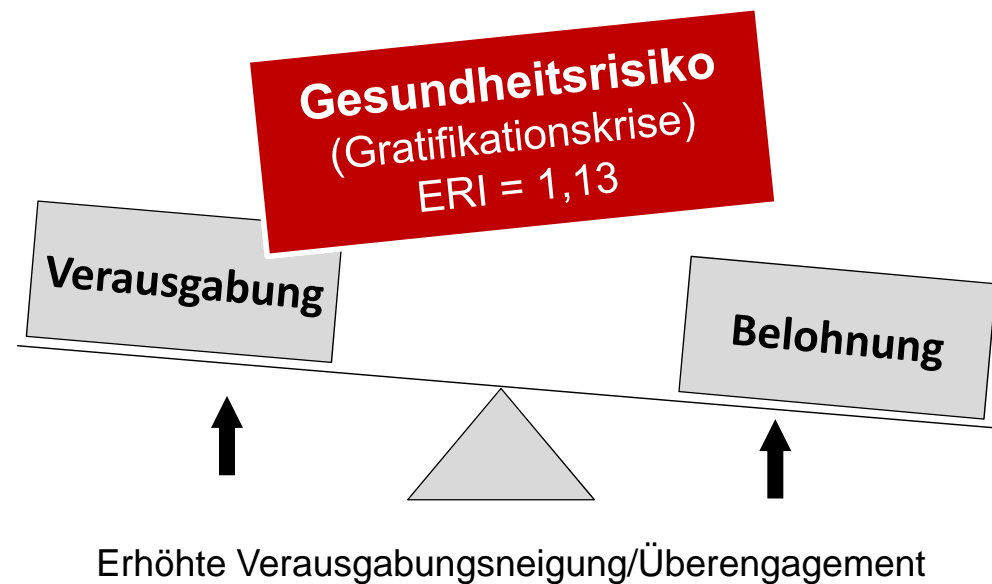 Gesundheitsrisiko
(Gratifikationskrise)
ERI = 1,13
Verausgabung
Belohnung
Erhöhte Verausgabungsneigung/Überengagement